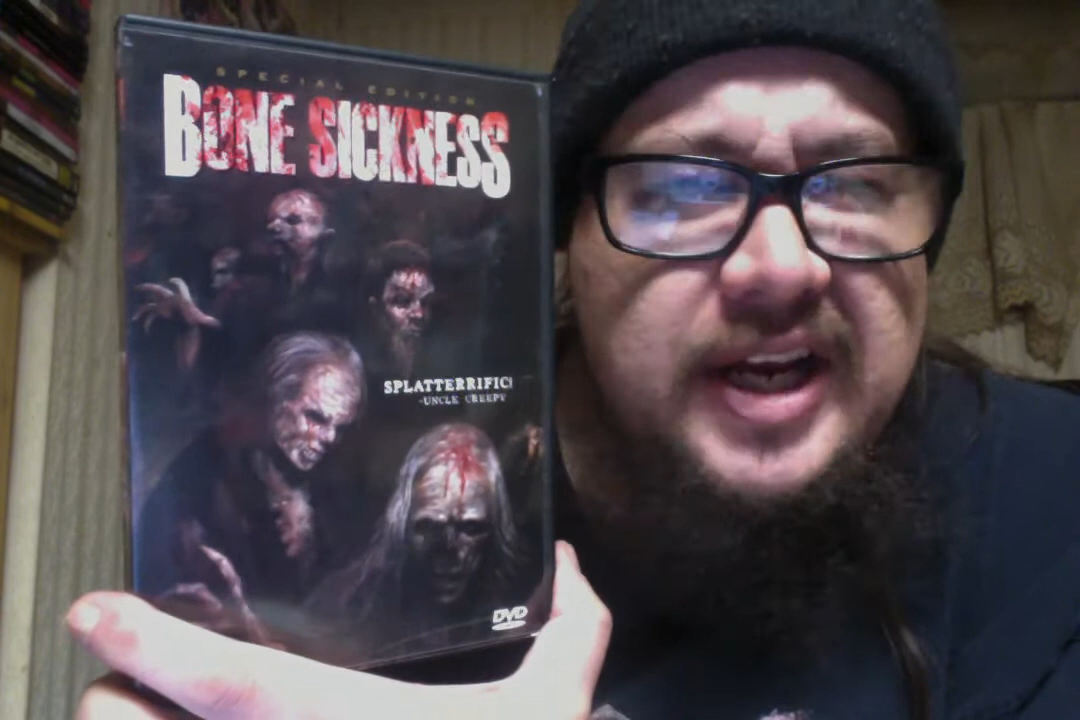 SPECIAL EDITION
BONE SICKNESS
SPLATTERRIFIC!
-UNCLE CREEPY
DVD